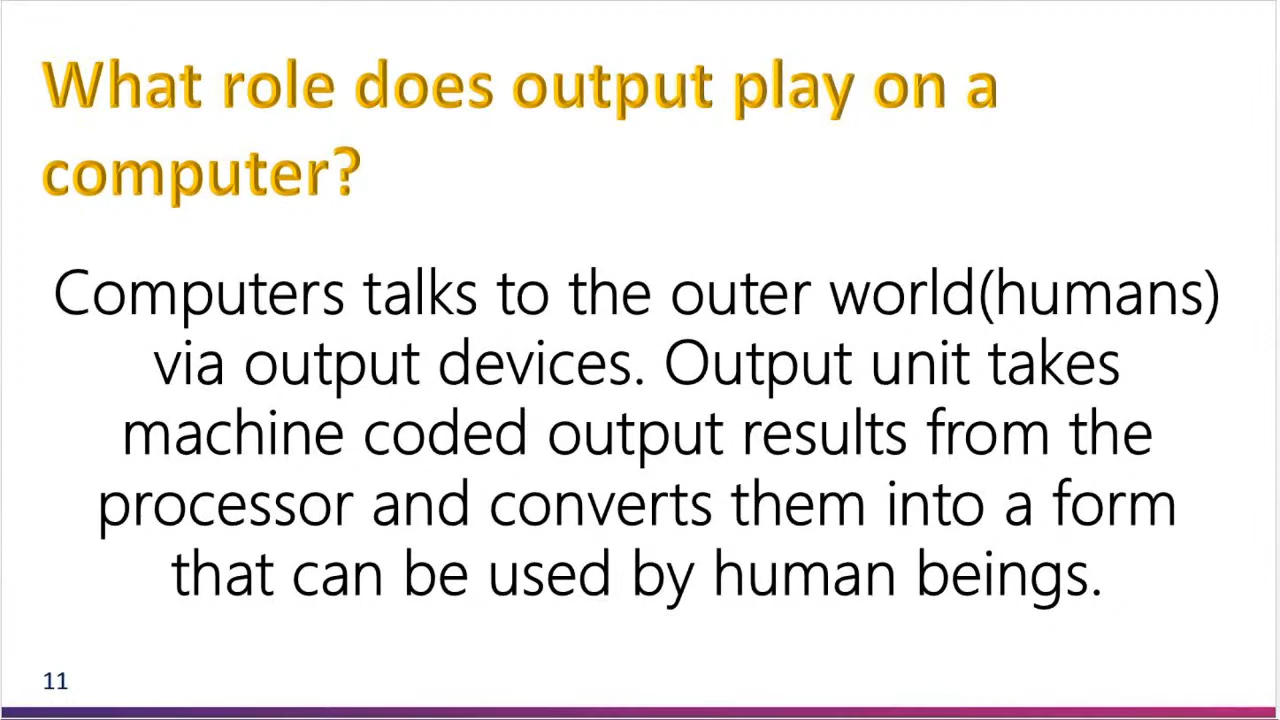 What role does output play on a
computer?
Computers talks to the outer world(humans)
via output devices. Output unit takes
machine coded output results from the
processor and converts them into a form
that can be used by human beings.
11